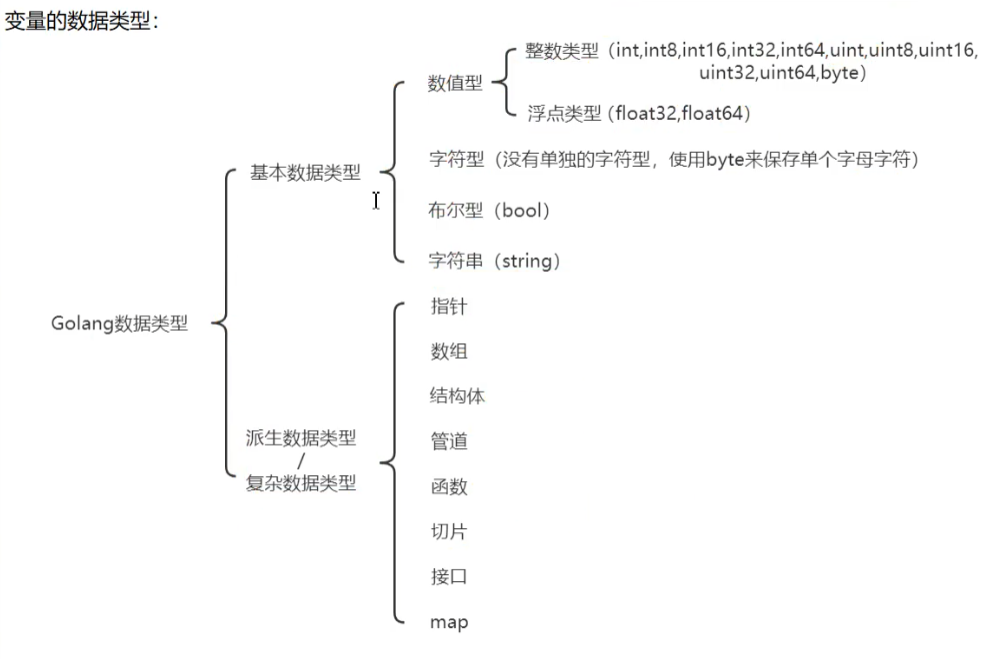 变量的数据类型：
整数类型（int,int8,int16,int32,int64,uint,uint8,uint16,
uint32,uint64,byte）
数值型
浮点类型（float32,float64）
字符型（没有单独的字符型，使用byte来保存单个字母字符）
基本数据类型
布尔型（bool）
字符串（string）
Golang数据类型
指针
数组
结构体
派生数据类型
/
复杂数据类型
管道
函数
切片
接口
map